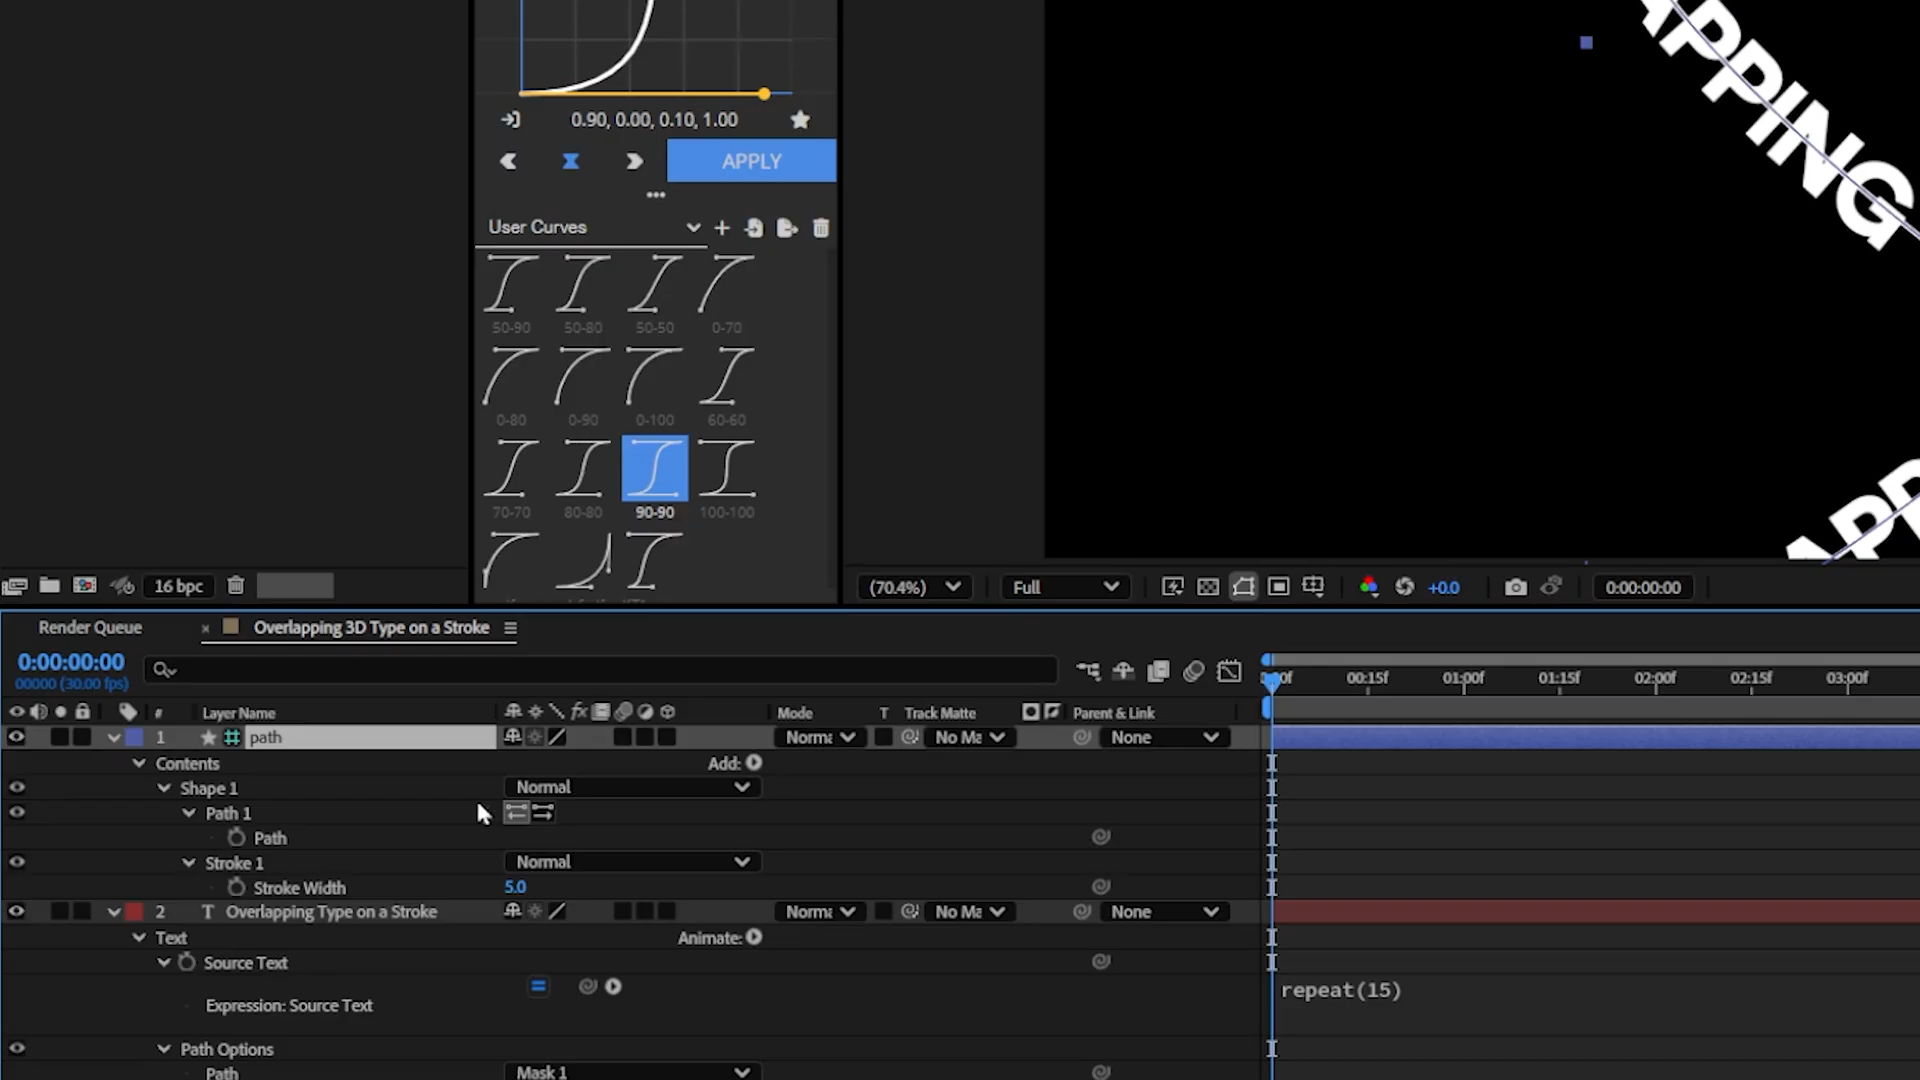 APPING
0.90, 0.00, 0.10, 1.00
APPLY
User Curves
50-90 50-80 50-50 0-70
0-80 0-90 0-100 60-60
70-70 80-80 90-90 100-100
16 bpc
(70.4%) Full +0.0 0:00:00:00
Render Queue × Overlapping 3D Type on a Stroke
0:00:00:00
00000 (30.00 fps)
00:15f 01:00f 01:15f 02:00f 02:15f 03:00f
# Layer Name Mode T Track Matte Parent & Link
1 path Norma No Ma None
Contents Add:
Shape 1 Normal
Path 1
Path
Stroke 1 Normal
Stroke Width 5.0
2 T Overlapping Type on a Stroke Norma No Ma None
Text Animate:
Source Text
Expression: Source Text repeat(15)
Path Options
Path Mask 1